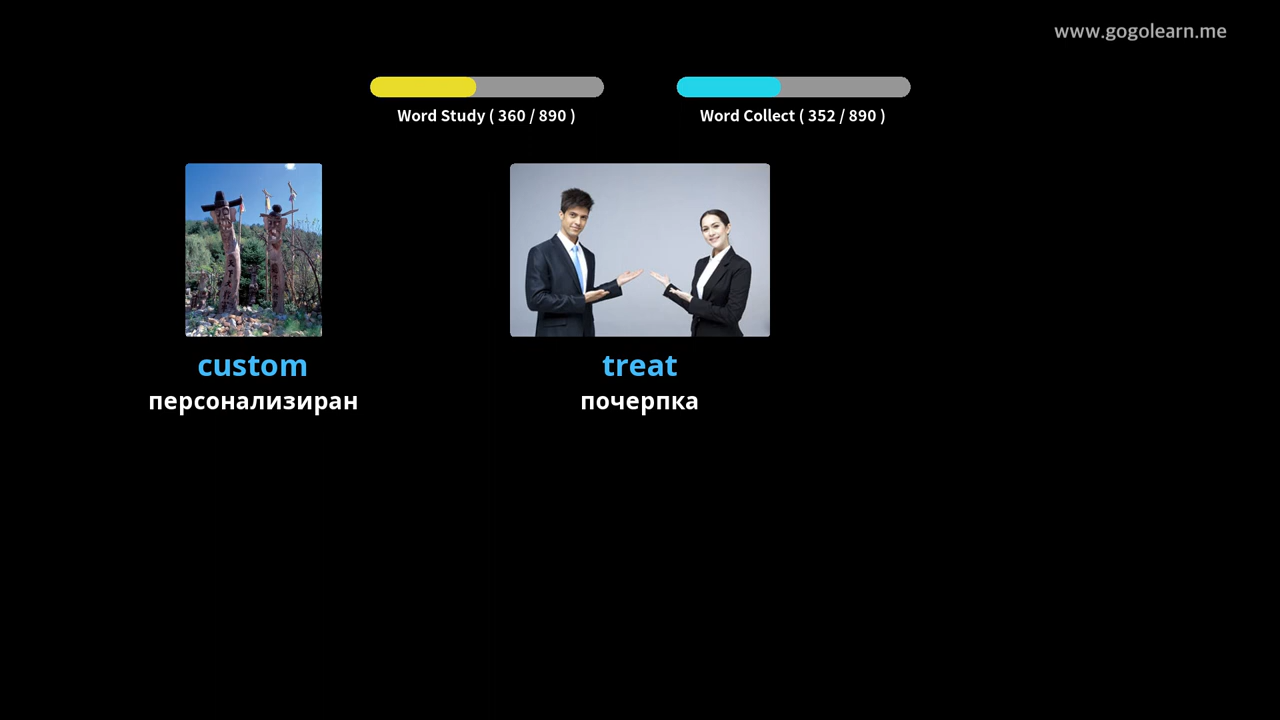 www.gogolearn.me
Word Study ( 360 / 890 )
Word Collect ( 352 / 890 )
custom
treat
персонализиран
почерпка